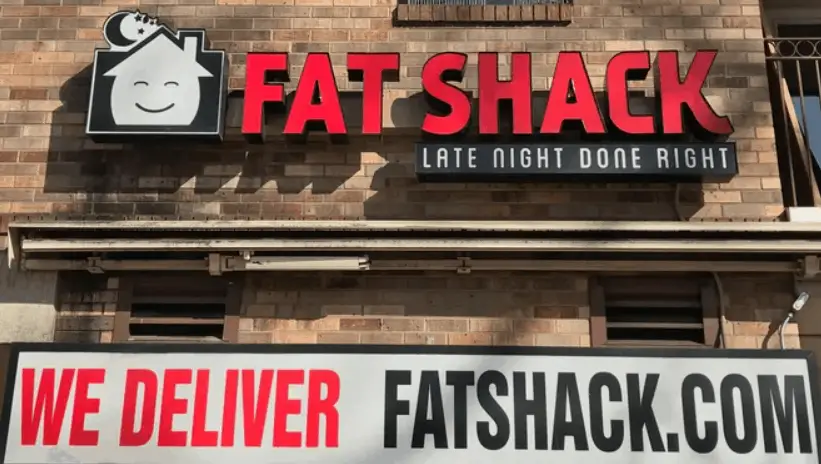 FAT SHACK
LATE NIGHT DONE RIGHT
WE DELIVER FATSHACK.COM